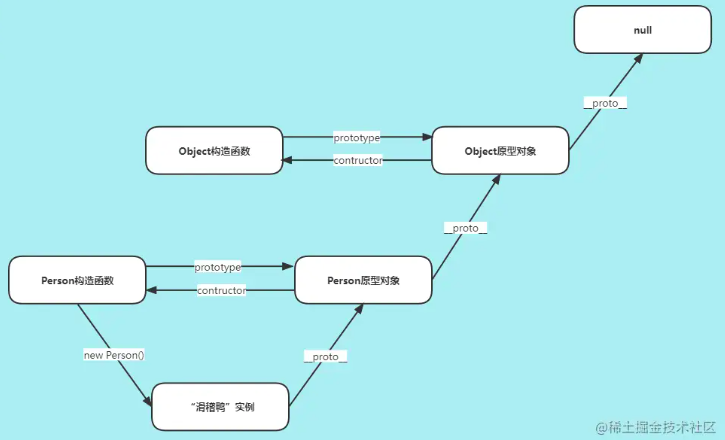 null
__proto__
Object构造函数
prototype
Object原型对象
contructor
__proto__
Person构造函数
prototype
Person原型对象
contructor
new Person()
__proto__
“滑稽鸭”实例
@稀土掘金技术社区